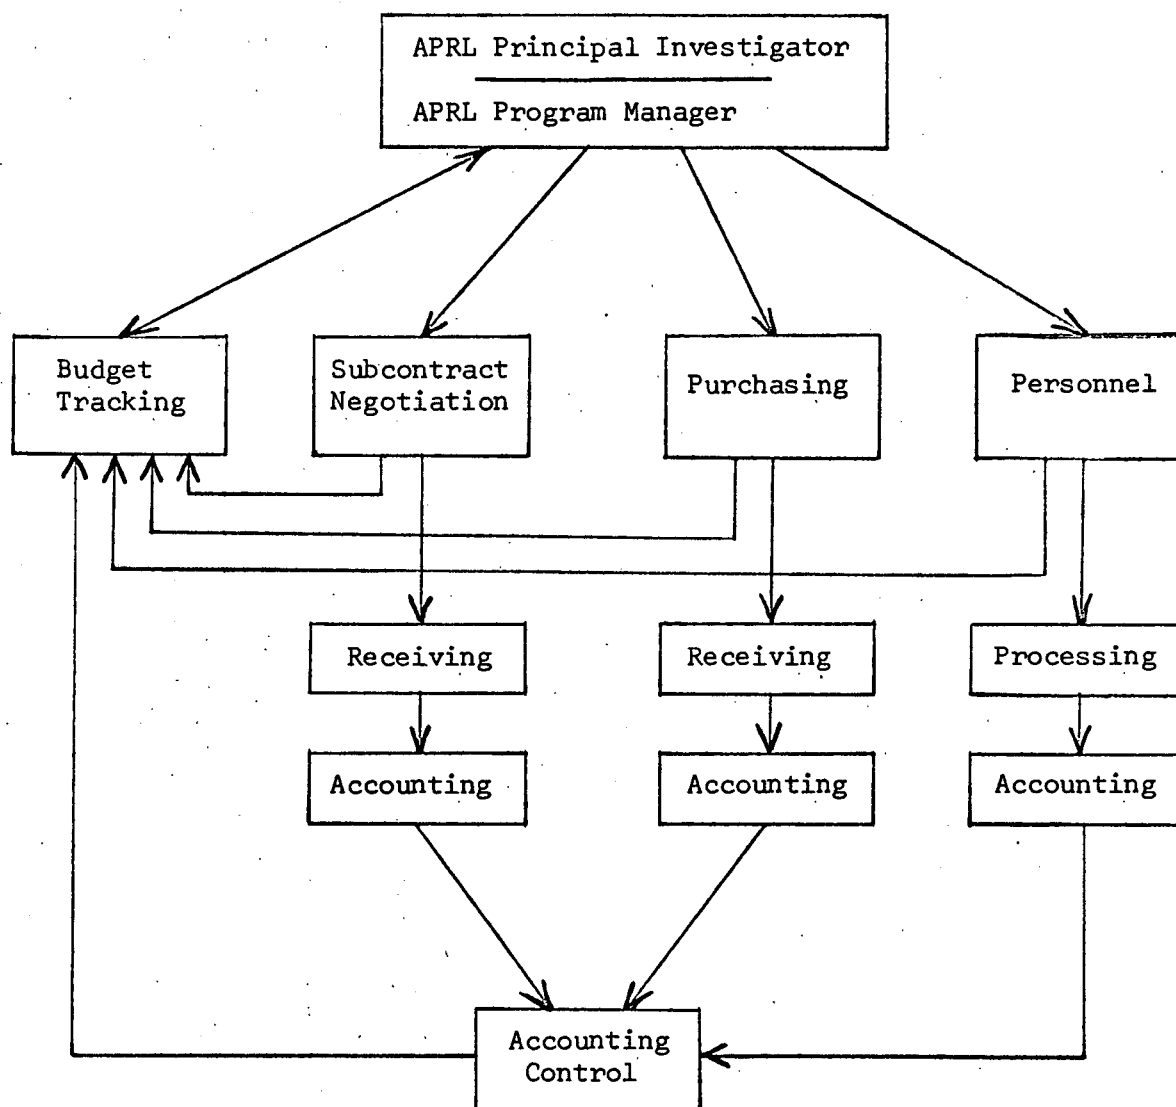 APRL Principal Investigator
APRL Program Manager
Budget
Tracking
Subcontract
Negotiation
Purchasing
Personnel
Receiving
Receiving
Processing
Accounting
Accounting
Accounting
Accounting
Control